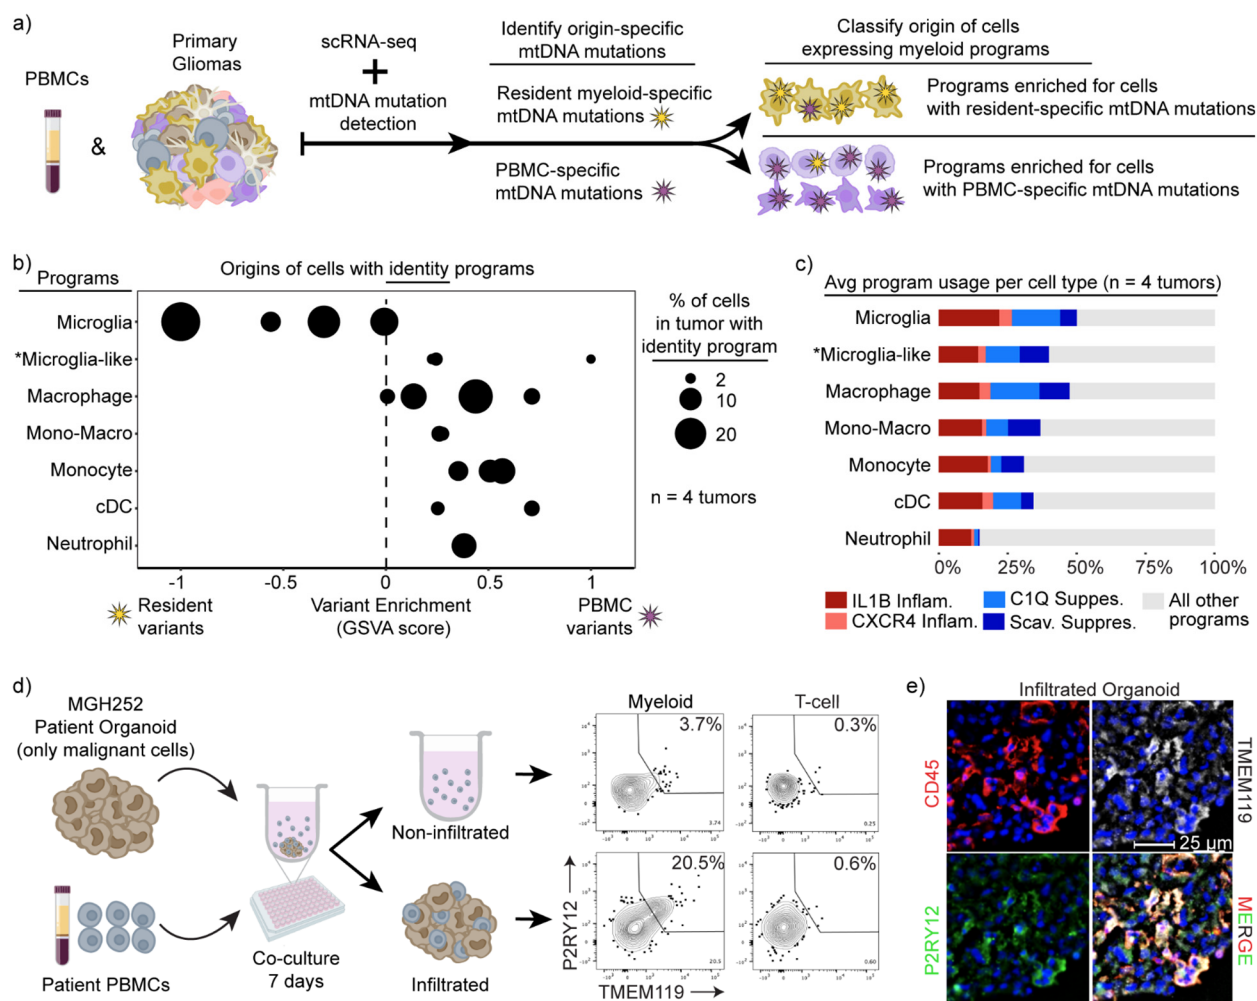 a)
PBMCs
&
Primary
Gliomas
scRNA-seq
+
mtDNA mutation
detection
Identify origin-specific
mtDNA mutations
Resident myeloid-specific
mtDNA mutations
PBMC-specific
mtDNA mutations
Classify origin of cells
expressing myeloid programs
Programs enriched for cells
with resident-specific mtDNA mutations
Programs enriched for cells
with PBMC-specific mtDNA mutations
b)
Programs
Origins of cells with identity programs
Microglia
*Microglia-like
Macrophage
Mono-Macro
Monocyte
cDC
Neutrophil
-1 -0.5 0 0.5 1
Resident
variants
Variant Enrichment
(GSVA score)
PBMC
variants
% of cells
in tumor with
identity program
2
10
20
n = 4 tumors
c)
Avg program usage per cell type (n = 4 tumors)
Microglia
*Microglia-like
Macrophage
Mono-Macro
Monocyte
cDC
Neutrophil
0% 25% 50% 75% 100%
IL1B Inflam.
CXCR4 Inflam.
C1Q Suppes.
Scav. Suppres.
All other
programs
d)
MGH252
Patient Organoid
(only malignant cells)
Patient PBMCs
Co-culture
7 days
Non-infiltrated
Infiltrated
Myeloid
3.7%
3.74
T-cell
0.3%
0.25
20.5%
20.5
0.6%
0.60
P2RY12
TMEM119
e)
Infiltrated Organoid
CD45
TMEM119
25 µm
P2RY12
MERGE